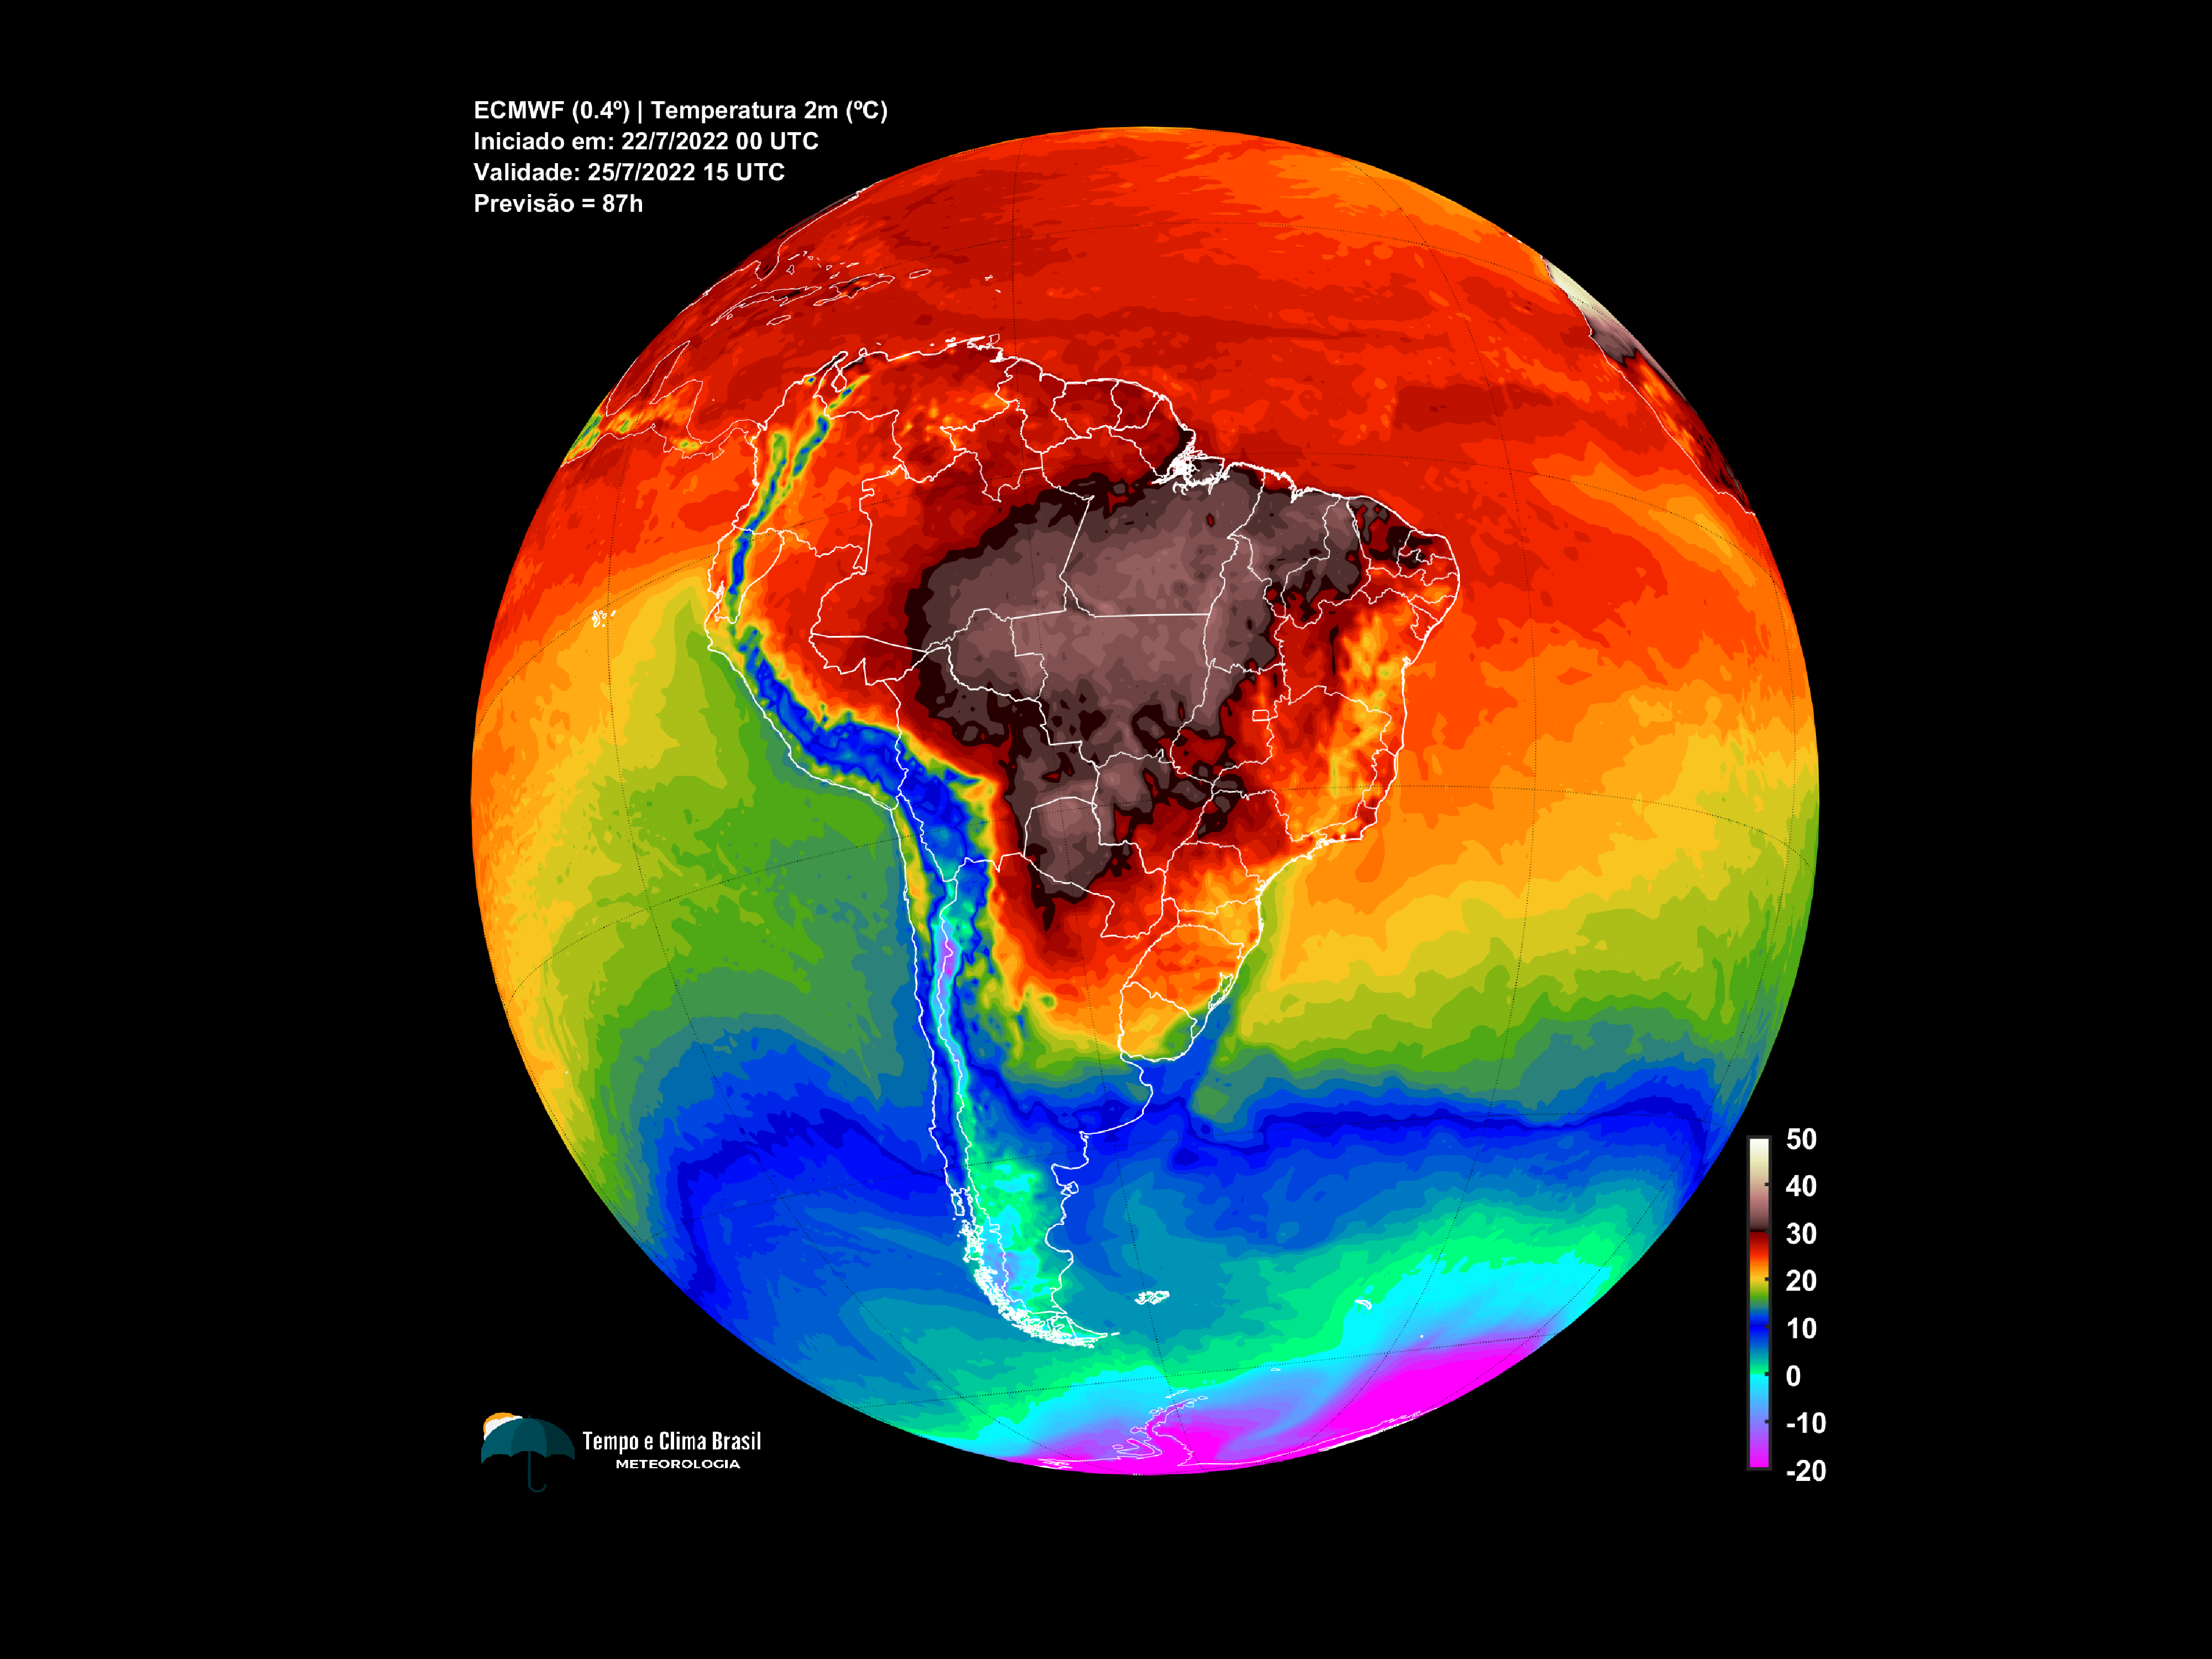 ECMWF (0.4º) | Temperatura 2m (ºC)
Iniciado em: 22/7/2022 00 UTC
Validade: 25/7/2022 15 UTC
Previsão = 87h
50
40
30
20
10
0
-10
-20
Tempo e Clima Brasil
METEOROLOGIA